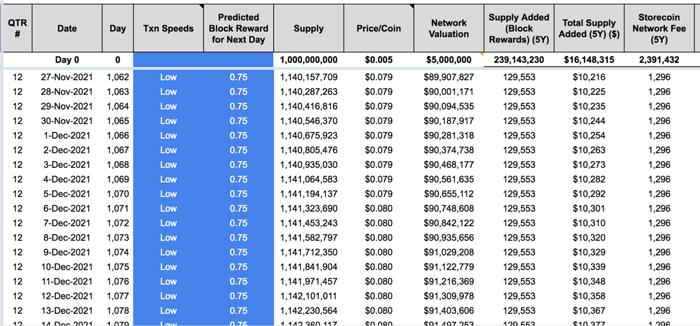 QTR # Date Day Txn Speeds Predicted Block Reward for Next Day Supply Price/Coin Network Valuation Supply Added (Block Rewards) (5Y) Total Supply Added (5Y) ($) Storecoin Network Fee (5Y)
Day 0 0 1,000,000,000 $0.005 $5,000,000 239,143,230 $16,148,315 2,391,432
12 27-Nov-2021 1,062 Low 0.75 1,140,157,709 $0.079 $89,907,827 129,553 $10,216 1,296
12 28-Nov-2021 1,063 Low 0.75 1,140,287,263 $0.079 $90,001,171 129,553 $10,225 1,296
12 29-Nov-2021 1,064 Low 0.75 1,140,416,816 $0.079 $90,094,535 129,553 $10,235 1,296
12 30-Nov-2021 1,065 Low 0.75 1,140,546,370 $0.079 $90,187,917 129,553 $10,244 1,296
12 1-Dec-2021 1,066 Low 0.75 1,140,675,923 $0.079 $90,281,318 129,553 $10,254 1,296
12 2-Dec-2021 1,067 Low 0.75 1,140,805,476 $0.079 $90,374,738 129,553 $10,263 1,296
12 3-Dec-2021 1,068 Low 0.75 1,140,935,030 $0.079 $90,468,177 129,553 $10,273 1,296
12 4-Dec-2021 1,069 Low 0.75 1,141,064,583 $0.079 $90,561,635 129,553 $10,282 1,296
12 5-Dec-2021 1,070 Low 0.75 1,141,194,137 $0.079 $90,655,112 129,553 $10,292 1,296
12 6-Dec-2021 1,071 Low 0.75 1,141,323,690 $0.080 $90,748,608 129,553 $10,301 1,296
12 7-Dec-2021 1,072 Low 0.75 1,141,453,243 $0.080 $90,842,122 129,553 $10,310 1,296
12 8-Dec-2021 1,073 Low 0.75 1,141,582,797 $0.080 $90,935,656 129,553 $10,320 1,296
12 9-Dec-2021 1,074 Low 0.75 1,141,712,350 $0.080 $91,029,208 129,553 $10,329 1,296
12 10-Dec-2021 1,075 Low 0.75 1,141,841,904 $0.080 $91,122,779 129,553 $10,339 1,296
12 11-Dec-2021 1,076 Low 0.75 1,141,971,457 $0.080 $91,216,369 129,553 $10,348 1,296
12 12-Dec-2021 1,077 Low 0.75 1,142,101,011 $0.080 $91,309,978 129,553 $10,358 1,296
12 13-Dec-2021 1,078 Low 0.75 1,142,230,564 $0.080 $91,403,606 129,553 $10,367 1,296